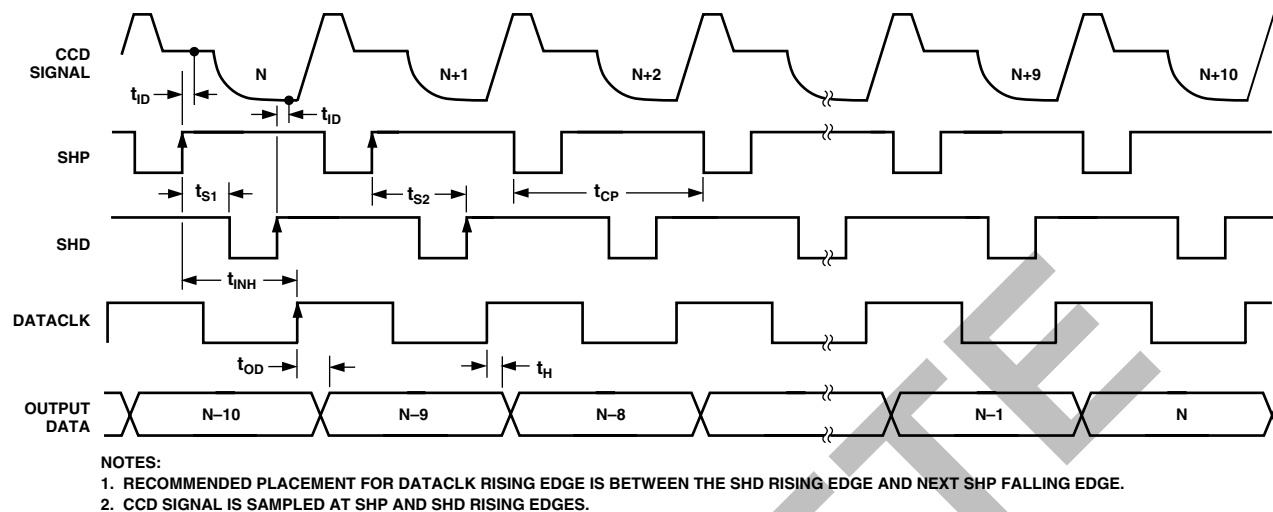 CCD
SIGNAL
N
N+1
N+2
N+9
N+10
tID
tID
SHP
tS1
tS2
tCP
SHD
tINH
DATACLK
tOD
tH
OUTPUT
DATA
N–10
N–9
N–8
N–1
N
NOTES:
1. RECOMMENDED PLACEMENT FOR DATACLK RISING EDGE IS BETWEEN THE SHD RISING EDGE AND NEXT SHP FALLING EDGE.
2. CCD SIGNAL IS SAMPLED AT SHP AND SHD RISING EDGES.
TE